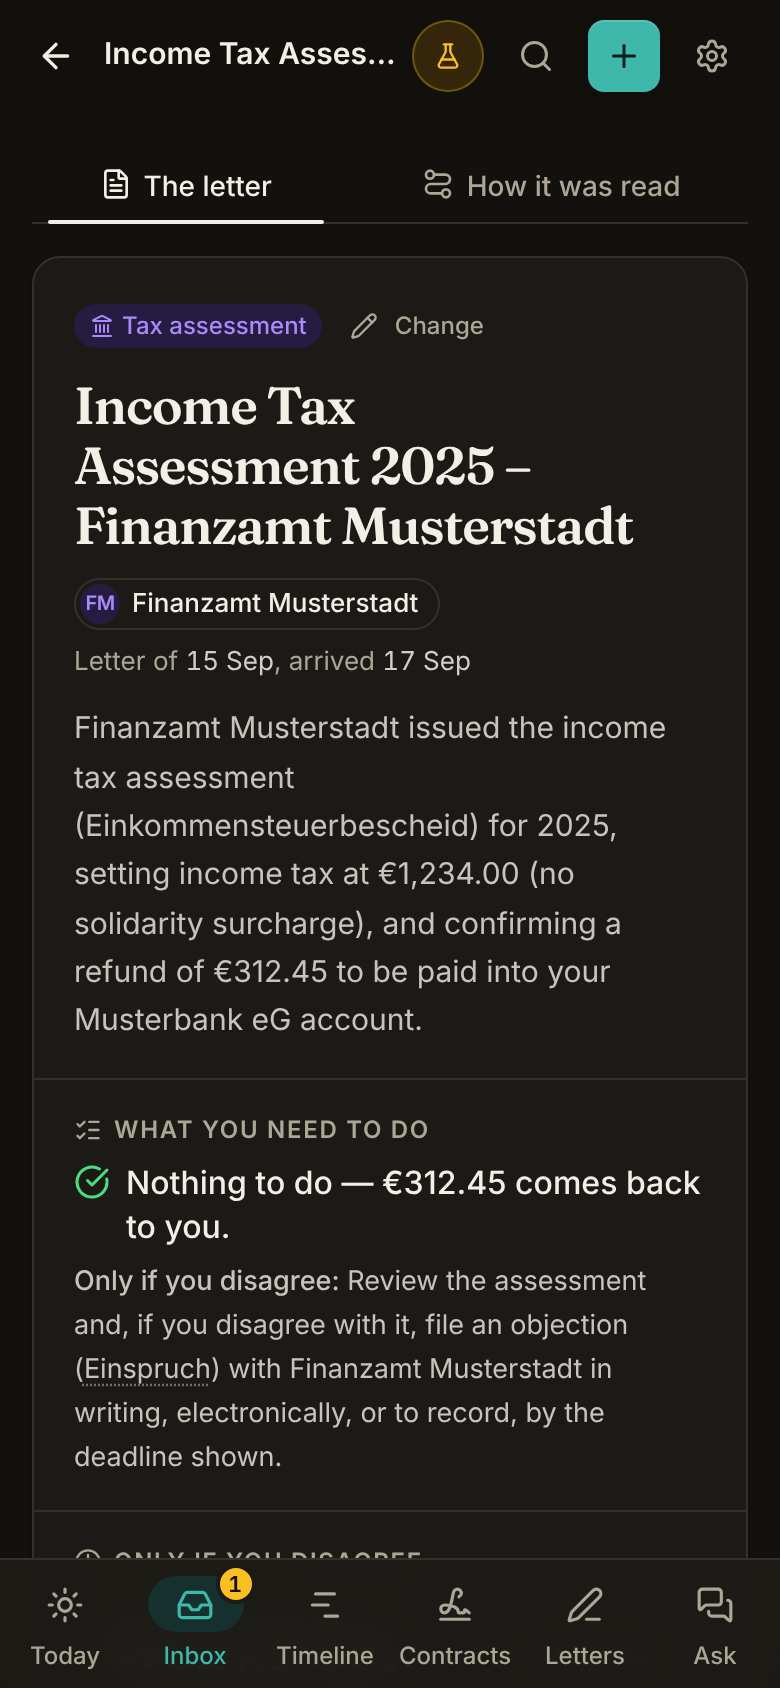 Income Tax Asses...
The letter
How it was read
Tax assessment
Change
Income Tax
Assessment 2025 –
Finanzamt Musterstadt
FM Finanzamt Musterstadt
Letter of 15 Sep, arrived 17 Sep
Finanzamt Musterstadt issued the income
tax assessment
(Einkommensteuerbescheid) for 2025,
setting income tax at €1,234.00 (no
solidarity surcharge), and confirming a
refund of €312.45 to be paid into your
Musterbank eG account.
WHAT YOU NEED TO DO
Nothing to do — €312.45 comes back
to you.
Only if you disagree: Review the assessment
and, if you disagree with it, file an objection
(Einspruch) with Finanzamt Musterstadt in
writing, electronically, or to record, by the
deadline shown.
ONLY IF YOU DISAGREE
1
Today
Inbox
Timeline
Contracts
Letters
Ask